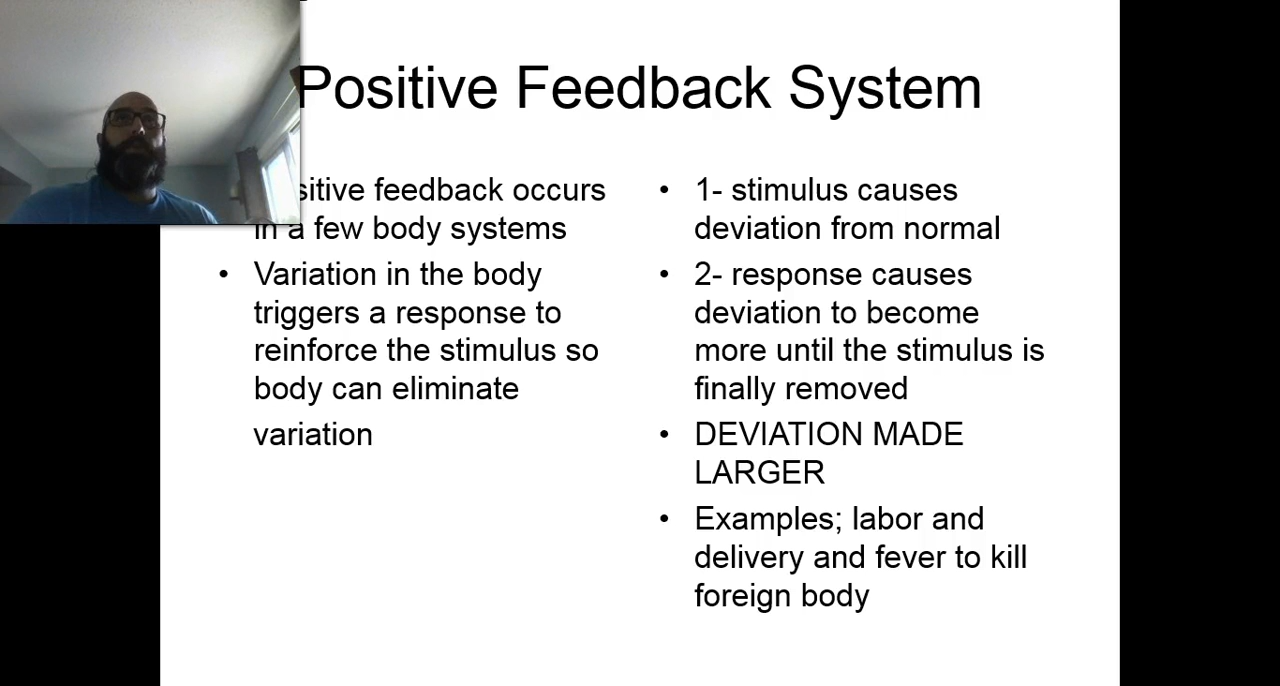 Positive Feedback System
sitive feedback occurs
in a few body systems
• Variation in the body
triggers a response to
reinforce the stimulus so
body can eliminate
variation
• 1- stimulus causes
deviation from normal
• 2- response causes
deviation to become
more until the stimulus is
finally removed
• DEVIATION MADE
LARGER
• Examples; labor and
delivery and fever to kill
foreign body